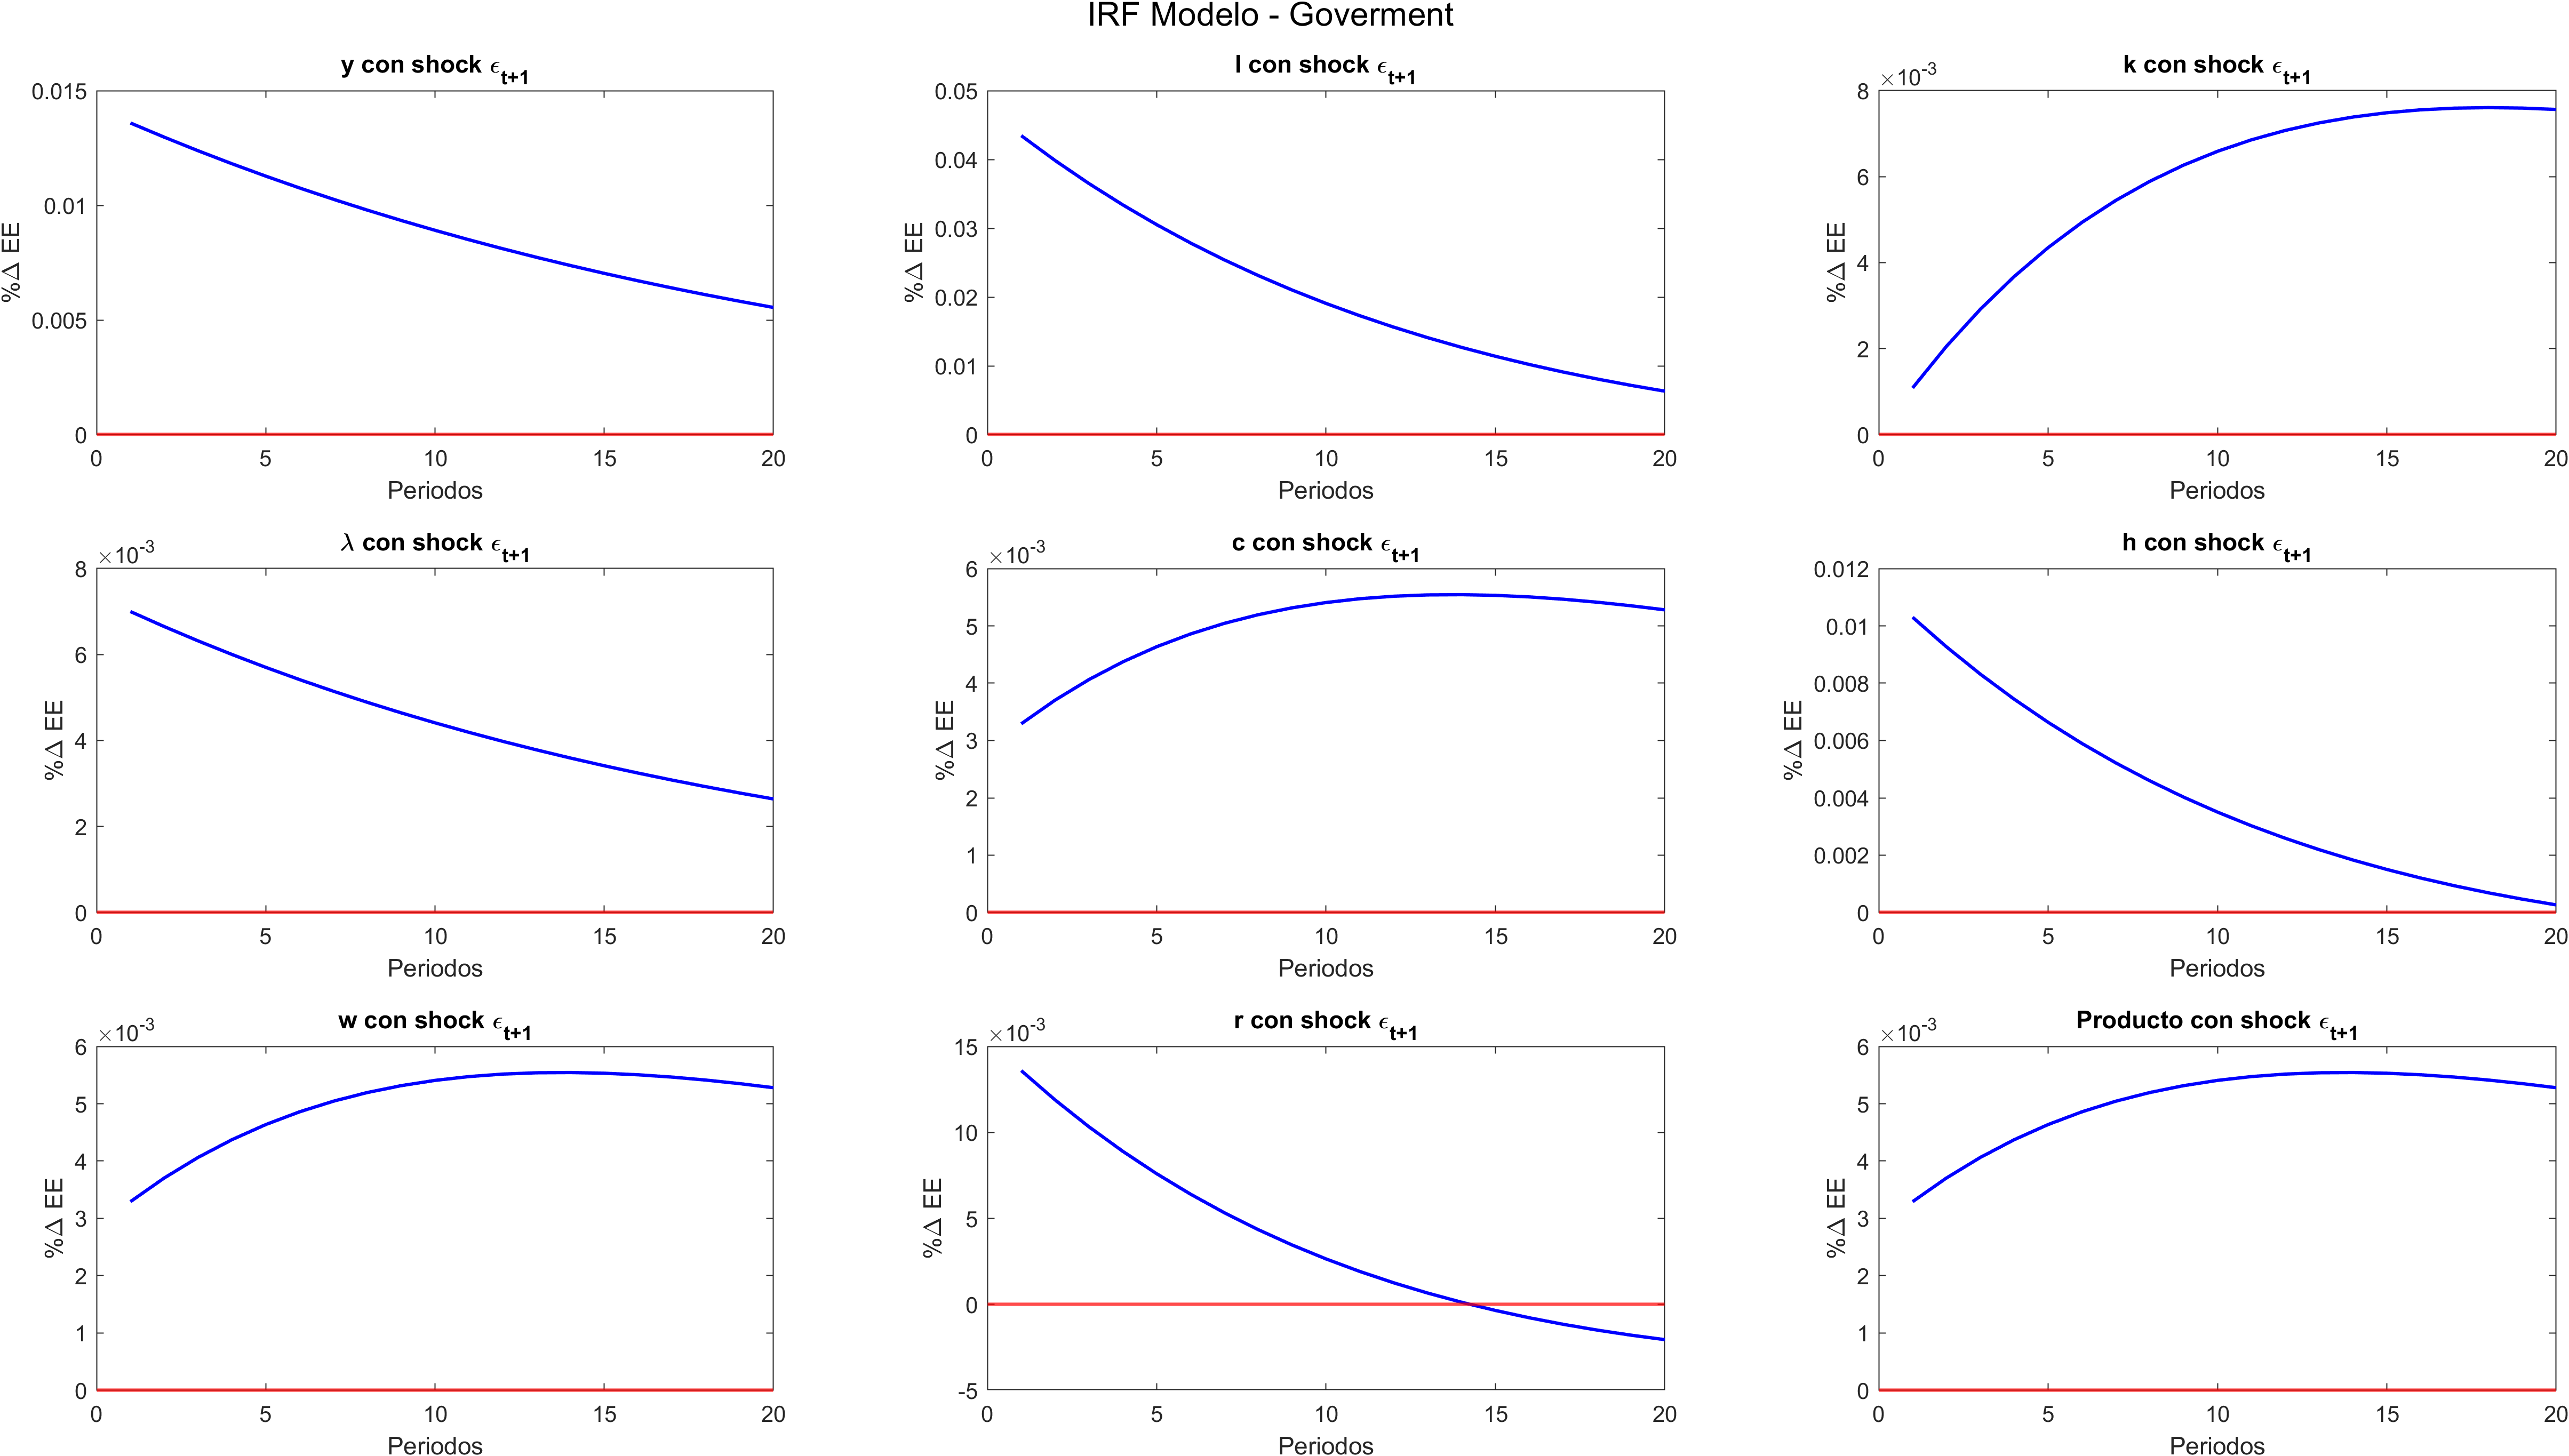 IRF Modelo - Goverment
y con shock ϵt+1
I con shock ϵt+1
k con shock ϵt+1
×10-3
%Δ EE
0.015
0.01
0.005
0
0 5 10 15 20
Periodos
%Δ EE
0.05
0.04
0.03
0.02
0.01
0
0 5 10 15 20
Periodos
%Δ EE
8
6
4
2
0
0 5 10 15 20
Periodos
λ con shock ϵt+1
×10-3
%Δ EE
8
6
4
2
0
0 5 10 15 20
Periodos
c con shock ϵt+1
×10-3
%Δ EE
6
5
4
3
2
1
0
0 5 10 15 20
Periodos
h con shock ϵt+1
%Δ EE
0.012
0.01
0.008
0.006
0.004
0.002
0
0 5 10 15 20
Periodos
w con shock ϵt+1
×10-3
%Δ EE
6
5
4
3
2
1
0
0 5 10 15 20
Periodos
r con shock ϵt+1
×10-3
%Δ EE
15
10
5
0
-5
0 5 10 15 20
Periodos
Producto con shock ϵt+1
×10-3
%Δ EE
6
5
4
3
2
1
0
0 5 10 15 20
Periodos